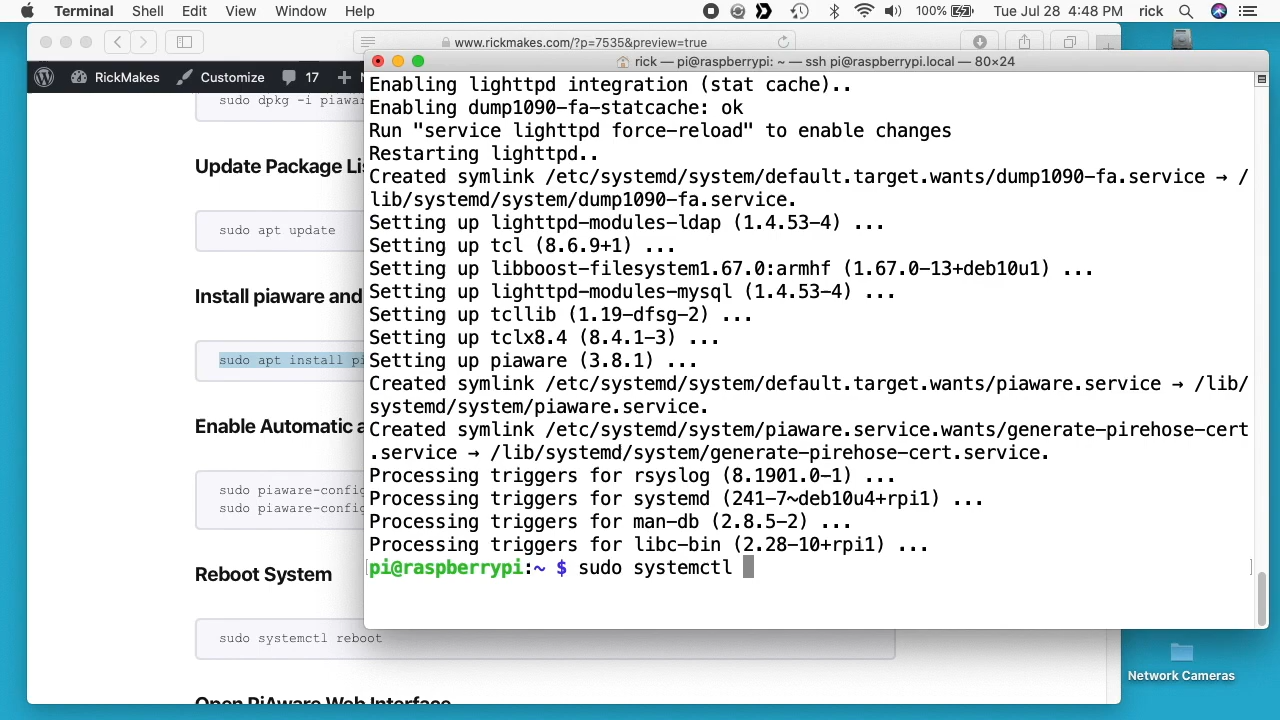 Terminal Shell Edit View Window Help 100% Tue Jul 28 4:48 PM rick
www.rickmakes.com/?p=7535&preview=true
rick — pi@raspberrypi: ~ — ssh pi@raspberrypi.local — 80×24
RickMakes Customize 17
sudo dpkg -i piawar
Update Package Lis
sudo apt update
Install piaware and
sudo apt install pi
Enable Automatic a
sudo piaware-config
sudo piaware-config
Reboot System
sudo systemctl reboot
Open PiAware Web Interface
Enabling lighttpd integration (stat cache)..
Enabling dump1090-fa-statcache: ok
Run "service lighttpd force-reload" to enable changes
Restarting lighttpd..
Created symlink /etc/systemd/system/default.target.wants/dump1090-fa.service → /
lib/systemd/system/dump1090-fa.service.
Setting up lighttpd-modules-ldap (1.4.53-4) ...
Setting up tcl (8.6.9+1) ...
Setting up libboost-filesystem1.67.0:armhf (1.67.0-13+deb10u1) ...
Setting up lighttpd-modules-mysql (1.4.53-4) ...
Setting up tcllib (1.19-dfsg-2) ...
Setting up tclx8.4 (8.4.1-3) ...
Setting up piaware (3.8.1) ...
Created symlink /etc/systemd/system/default.target.wants/piaware.service → /lib/
systemd/system/piaware.service.
Created symlink /etc/systemd/system/piaware.service.wants/generate-pirehose-cert
.service → /lib/systemd/system/generate-pirehose-cert.service.
Processing triggers for rsyslog (8.1901.0-1) ...
Processing triggers for systemd (241-7~deb10u4+rpi1) ...
Processing triggers for man-db (2.8.5-2) ...
Processing triggers for libc-bin (2.28-10+rpi1) ...
pi@raspberrypi:~ $ sudo systemctl
Network Cameras